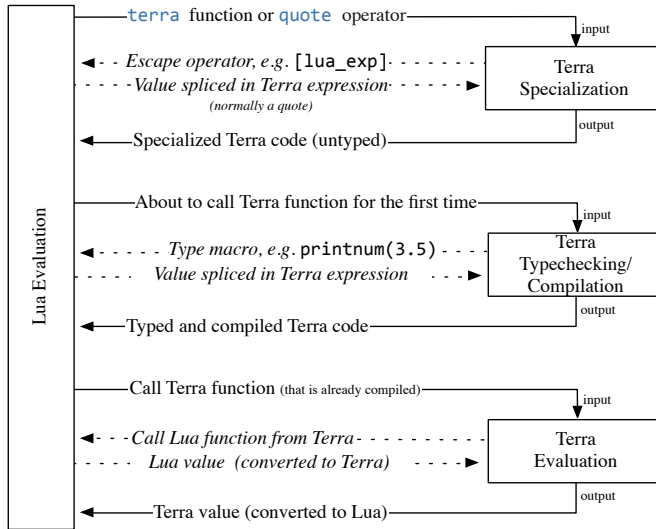 terra function or quote operator
input
Escape operator, e.g. [lua_exp]
Value spliced in Terra expression
(normally a quote)
Terra
Specialization
output
Specialized Terra code (untyped)
Lua Evaluation
About to call Terra function for the first time
input
Type macro, e.g. printnum(3.5)
Value spliced in Terra expression
Terra
Typechecking/
Compilation
output
Typed and compiled Terra code
Call Terra function (that is already compiled)
input
Call Lua function from Terra
Lua value (converted to Terra)
Terra
Evaluation
output
Terra value (converted to Lua)